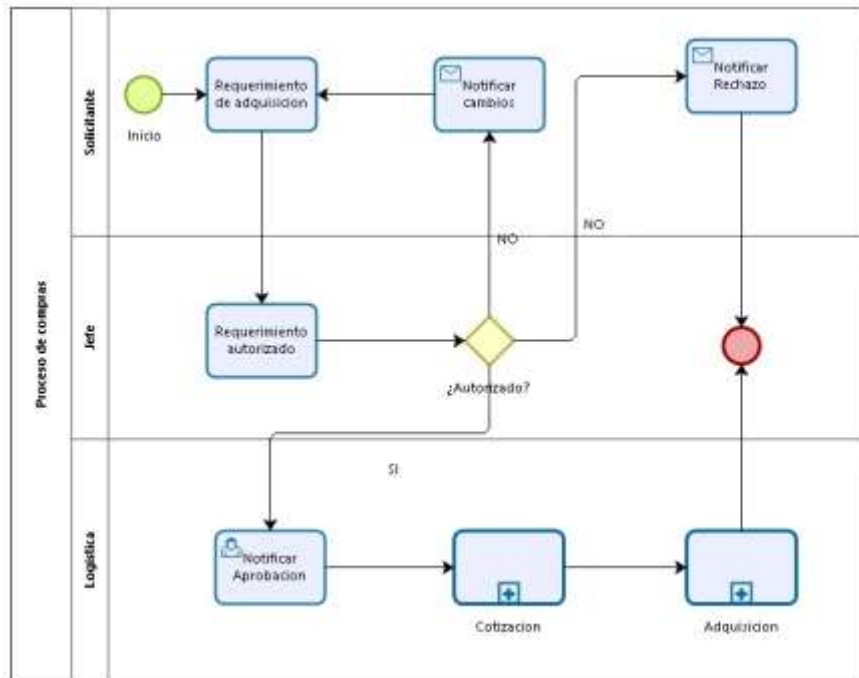 Proceso de compras
Solicitante
Inicio
Requerimiento
de adquisicion
Notificar
cambios
Notificar
Rechazo
NO
NO
Jefe
Requerimiento
autorizado
¿Autorizado?
SI
Logistica
Notificar
Aprobacion
Cotizacion
Adquisicion